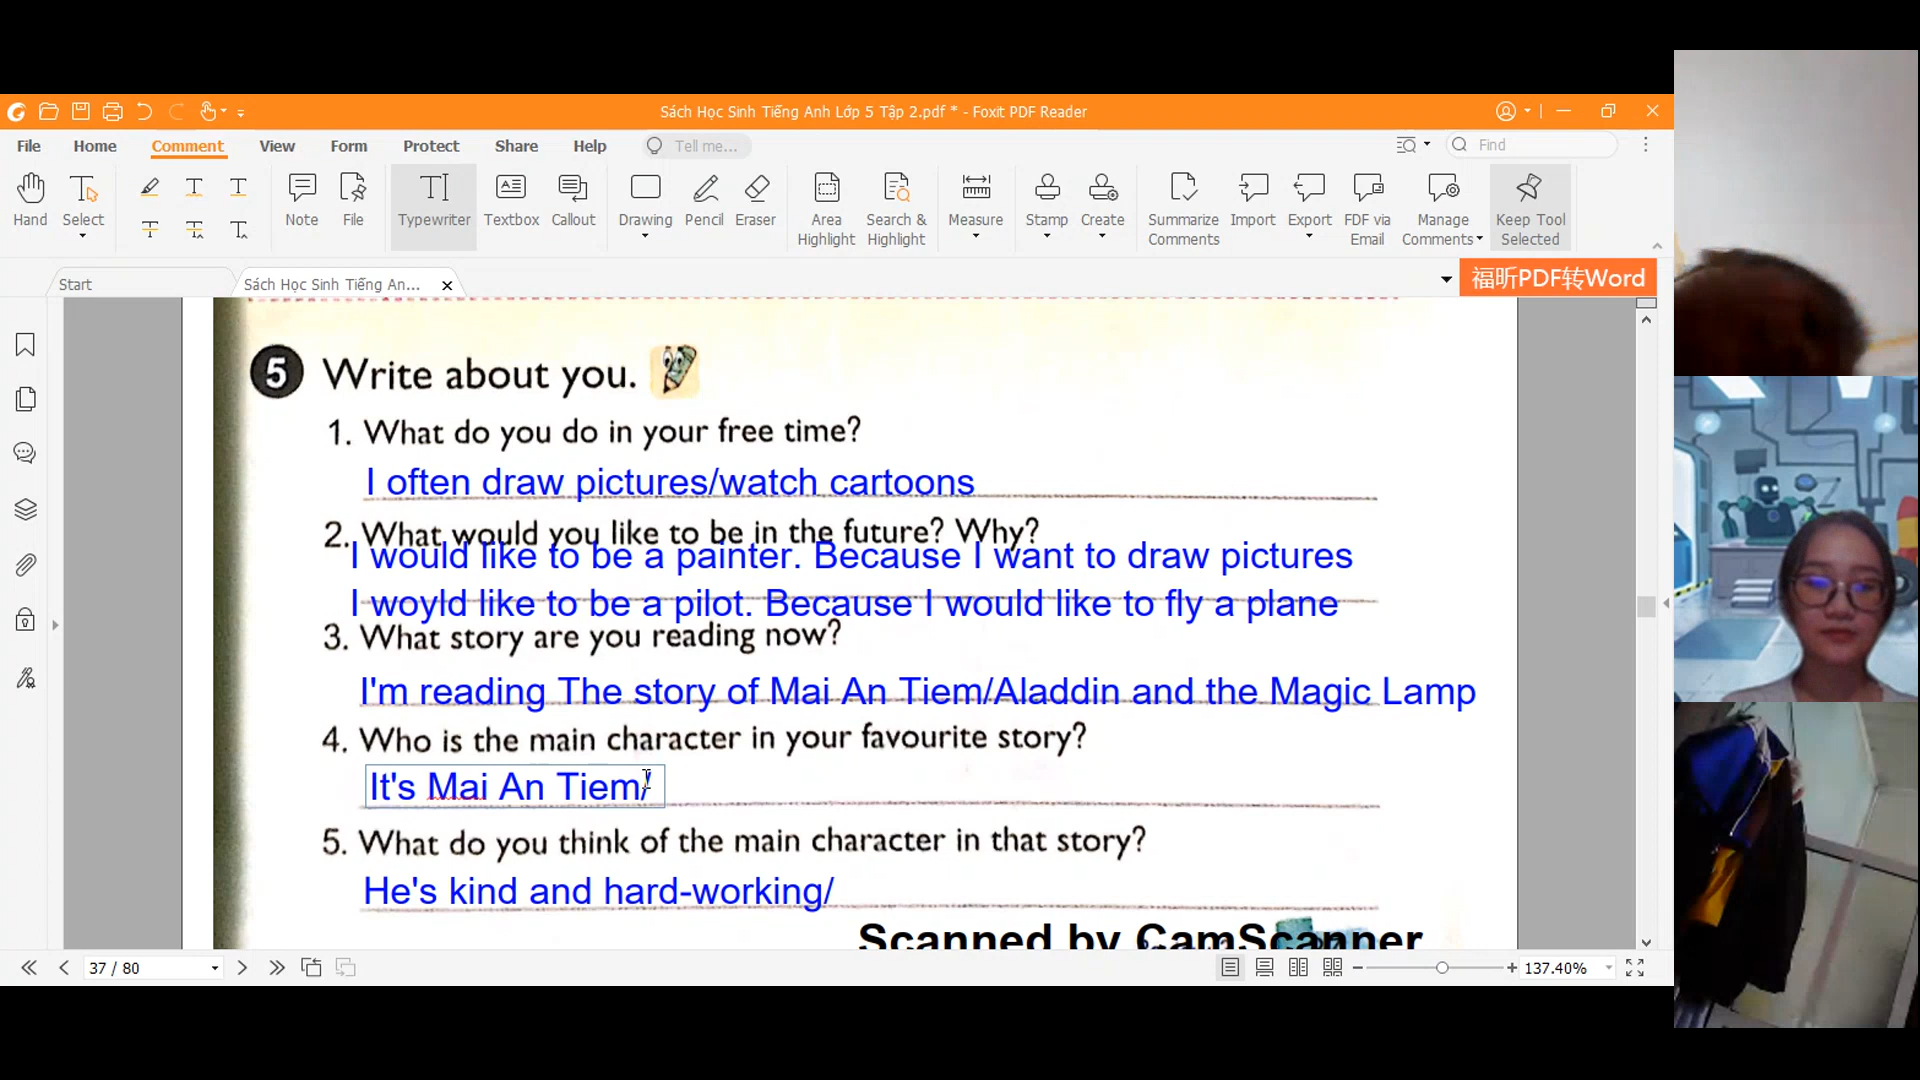 Sách Học Sinh Tiếng Anh Lớp 5 Tập 2.pdf * - Foxit PDF Reader
File Home Comment View Form Protect Share Help Tell me... Find
Hand Select Note File Typewriter Textbox Callout Drawing Pencil Eraser Area Highlight Search & Highlight Measure Stamp Create Summarize Comments Import Export FDF via Email Manage Comments Keep Tool Selected
Start Sách Học Sinh Tiếng An... 福昕PDF转Word
5 Write about you.
1. What do you do in your free time?
I often draw pictures/watch cartoons
2. What would you like to be in the future? Why?
I would like to be a painter. Because I want to draw pictures
I woyld like to be a pilot. Because I would like to fly a plane
3. What story are you reading now?
I'm reading The story of Mai An Tiem/Aladdin and the Magic Lamp
4. Who is the main character in your favourite story?
It's Mai An Tiem/
5. What do you think of the main character in that story?
He's kind and hard-working/
Scanned by CamScanner
37 / 80 137.40%